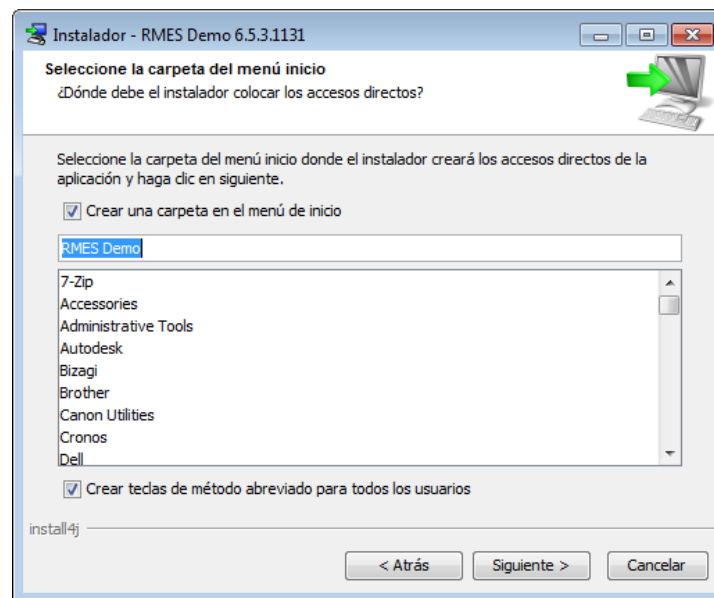 Instalador - RMES Demo 6.5.3.1131
Seleccione la carpeta del menú inicio
¿Dónde debe el instalador colocar los accesos directos?
Seleccione la carpeta del menú inicio donde el instalador creará los accesos directos de la
aplicación y haga clic en siguiente.
Crear una carpeta en el menú de inicio
RMES Demo
7-Zip
Accessories
Administrative Tools
Autodesk
Bizagi
Brother
Canon Utilities
Cronos
Dell
Crear teclas de método abreviado para todos los usuarios
install4j
< Atrás
Siguiente >
Cancelar